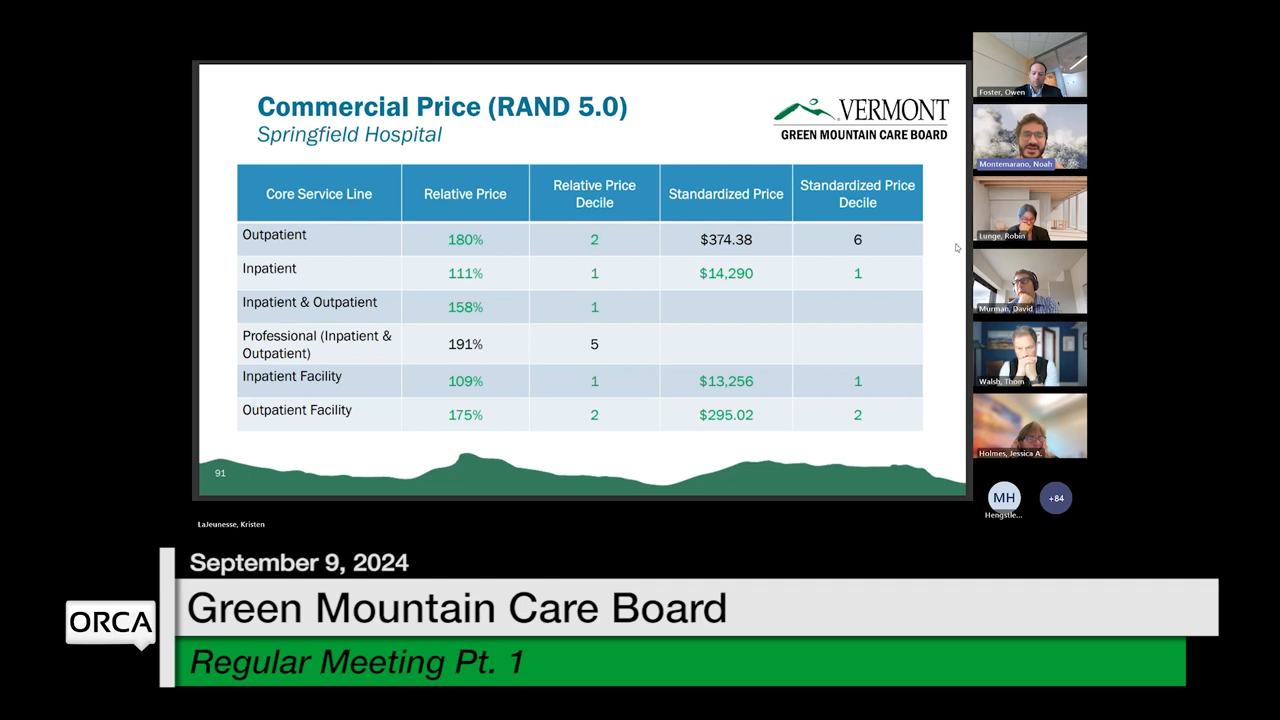 Commercial Price (RAND 5.0)
Springfield Hospital
VERMONT
GREEN MOUNTAIN CARE BOARD
Core Service Line Relative Price Relative Price Decile Standardized Price Standardized Price Decile
Outpatient 180% 2 $374.38 6
Inpatient 111% 1 $14,290 1
Inpatient & Outpatient 158% 1
Professional (Inpatient & Outpatient) 191% 5
Inpatient Facility 109% 1 $13,256 1
Outpatient Facility 175% 2 $295.02 2
91
Foster, Owen
Montemarano, Noah
Lunge, Robin
Murman, David
Walsh, Thom
Holmes, Jessica A.
MH +84
Hengstle...
LaJeunesse, Kristen
September 9, 2024
ORCA
Green Mountain Care Board
Regular Meeting Pt. 1